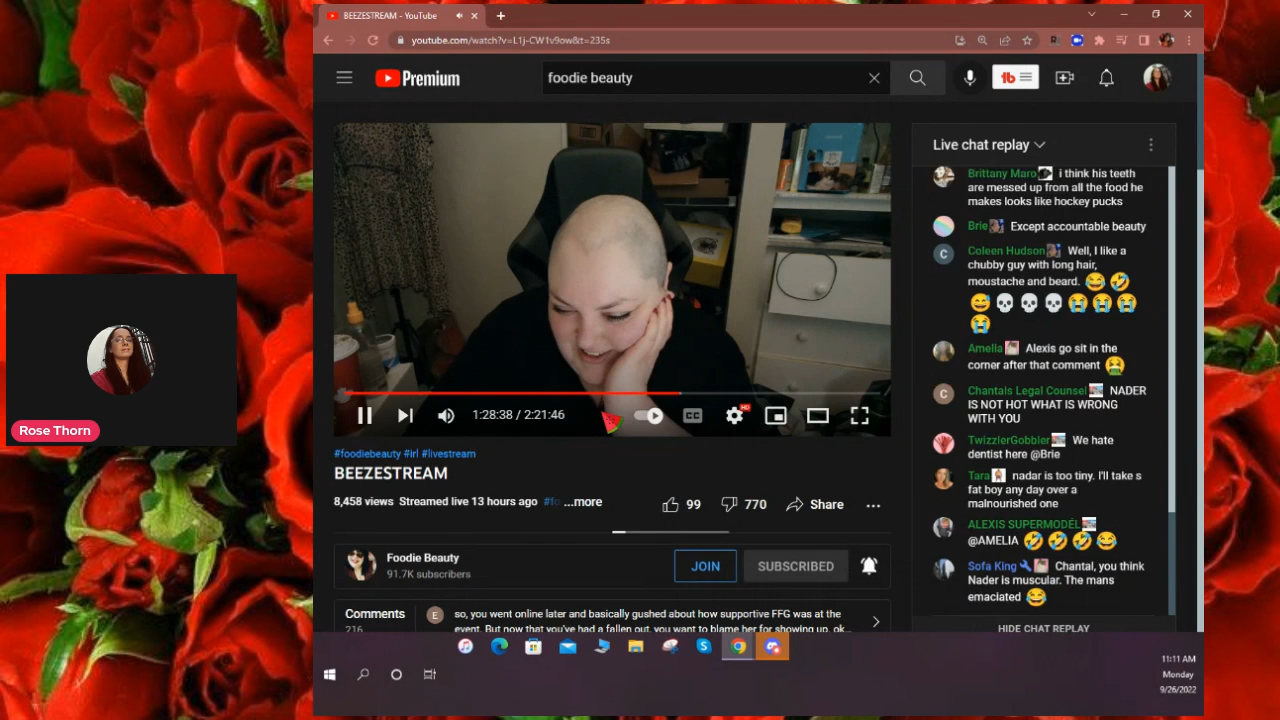 BEEZESTREAM - YouTube
youtube.com/watch?v=L1j-CW1v9ow&t=235s
Premium
foodie beauty
Live chat replay
Brittany Maro i think his teeth
are messed up from all the food he
makes looks like hockey pucks
Brie Except accountable beauty
C Coleen Hudson Well, I like a
chubby guy with long hair,
moustache and beard. 😂 🤣
😅 💀 💀 💀 😭 😭 😭
😭
Amelia Alexis go sit in the
corner after that comment 🤮
C Chantals Legal Counsel NADER
IS NOT HOT WHAT IS WRONG
WITH YOU
TwizzlerGobbler We hate
dentist here @Brie
Tara nadar is too tiny. I'll take s
fat boy any day over a
malnourished one
ALEXIS SUPERMODÉL
@AMELIA 🤣 🤣 🤣 😂
Sofa King Chantal, you think
Nader is muscular. The mans
emaciated 😂
HIDE CHAT REPLAY
1:28:38 / 2:21:46
CC
HD
#foodiebeauty #irl #livestream
BEEZESTREAM
8,458 views Streamed live 13 hours ago #fo ...more
99
770
Share
Foodie Beauty
91.7K subscribers
JOIN
SUBSCRIBED
Comments
216
E so, you went online later and basically gushed about how supportive FFG was at the
event. But now that you've had a fallen out, you want to blame her for showing up. ok...
Rose Thorn
11:11 AM
Monday
9/26/2022